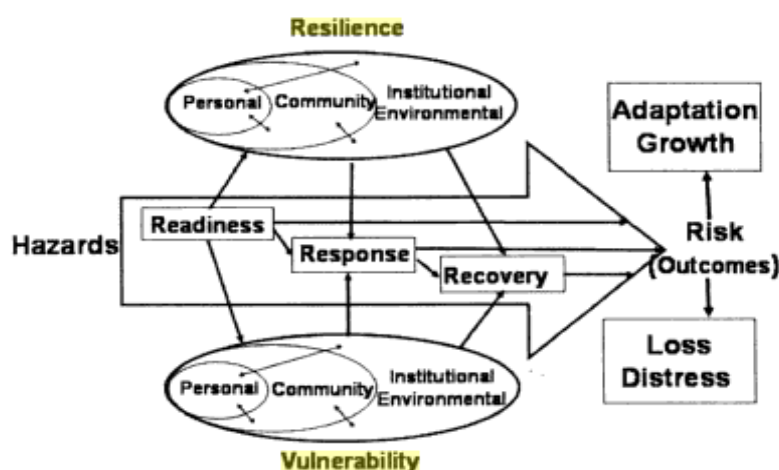 Resilience
Personal
Community
Institutional
Environmental
Adaptation
Growth
Hazards
Readiness
Response
Recovery
Risk
(Outcomes)
Personal
Community
Institutional
Environmental
Loss
Distress
Vulnerability